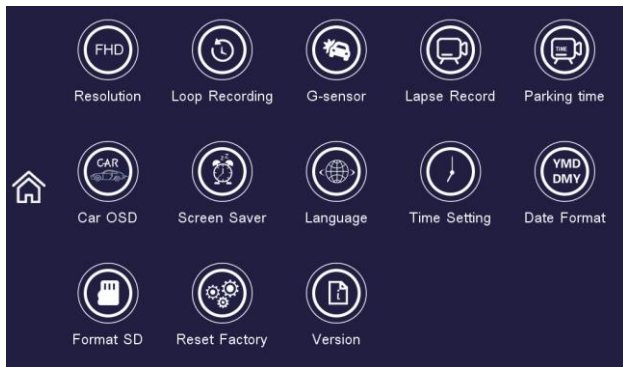 FHD
Resolution
Loop Recording
G-sensor
Lapse Record
TIME
Parking time
CAR
Car OSD
zZ
Screen Saver
Language
Time Setting
YMD
DMY
Date Format
Format SD
Reset Factory
i
Version